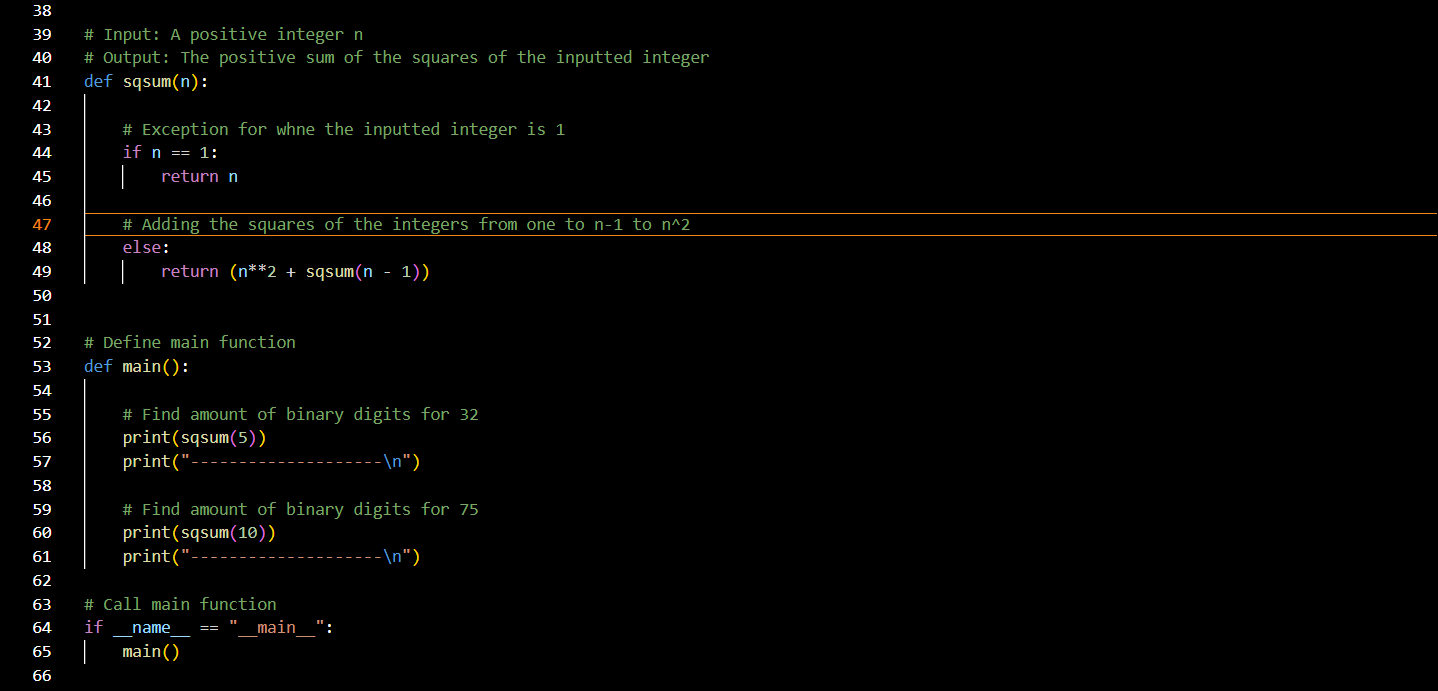 38
39 # Input: A positive integer n
40 # Output: The positive sum of the squares of the inputted integer
41 def sqsum(n):
42
43     # Exception for whne the inputted integer is 1
44     if n == 1:
45         return n
46
47     # Adding the squares of the integers from one to n-1 to n^2
48     else:
49         return (n**2 + sqsum(n - 1))
50
51
52 # Define main function
53 def main():
54
55     # Find amount of binary digits for 32
56     print(sqsum(5))
57     print("--------------------\n")
58
59     # Find amount of binary digits for 75
60     print(sqsum(10))
61     print("--------------------\n")
62
63 # Call main function
64 if __name__ == "__main__":
65     main()
66